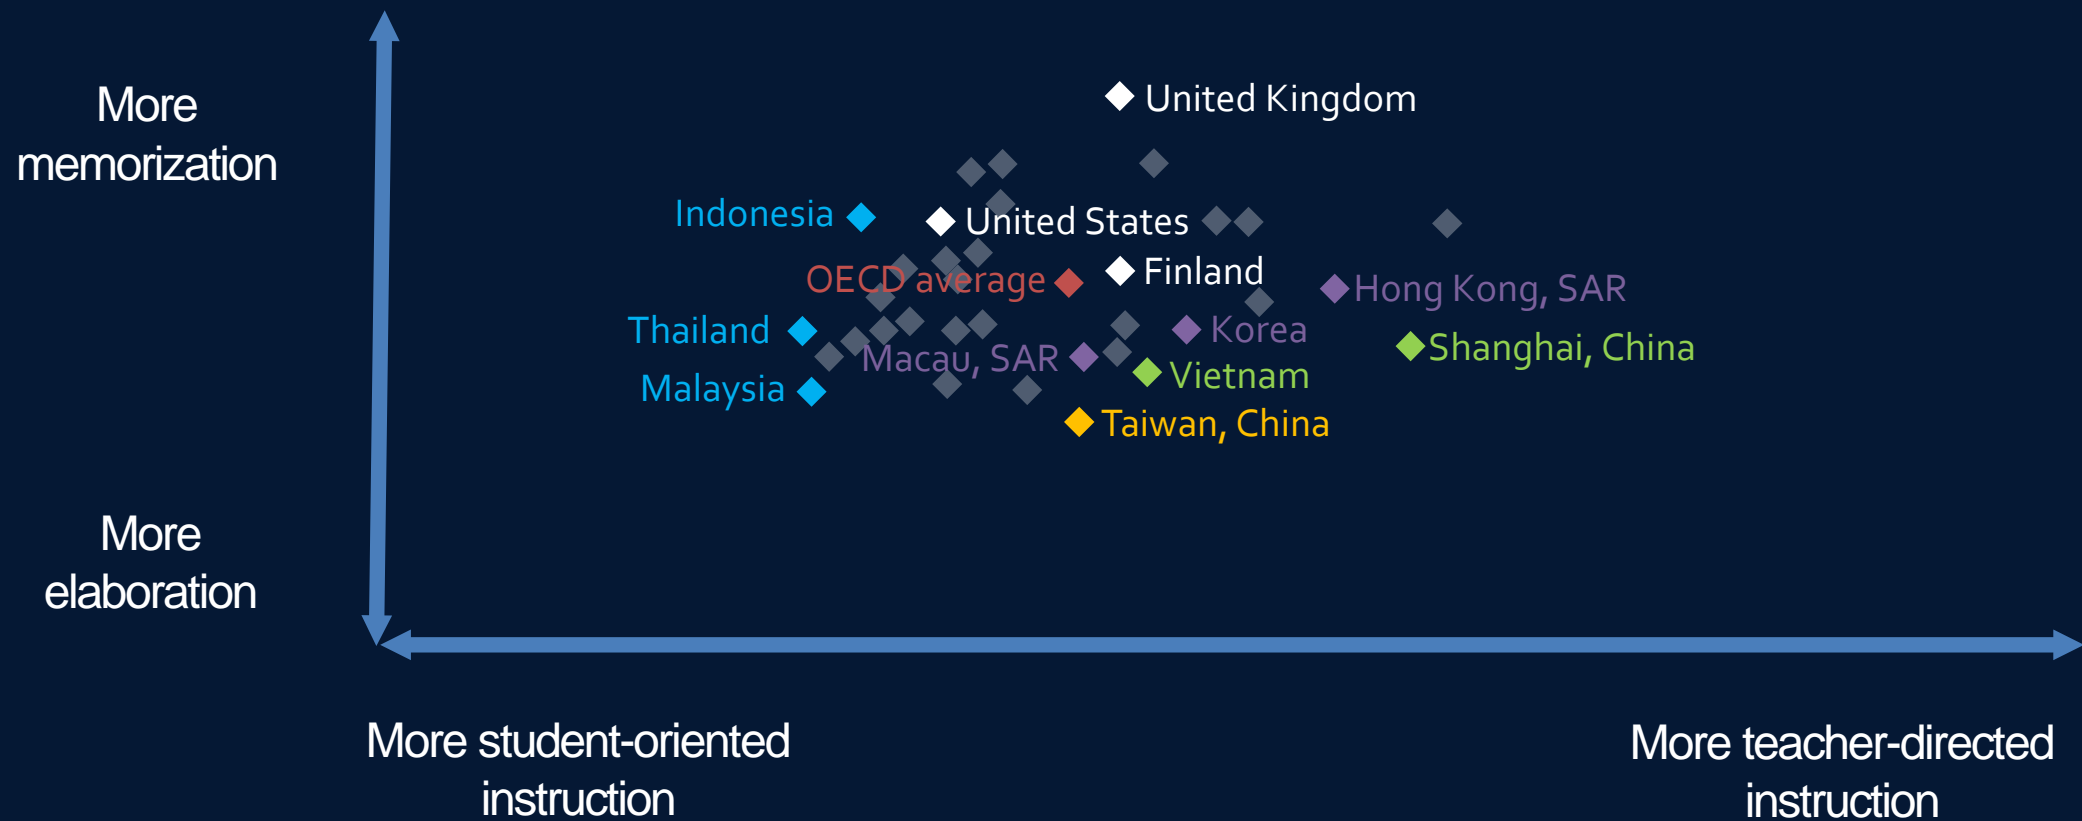 More
memorization
United Kingdom
Indonesia
United States
OECD average
Finland
Hong Kong, SAR
Thailand
Korea
Macau, SAR
Shanghai, China
Malaysia
Vietnam
Taiwan, China
More
elaboration
More student-oriented
instruction
More teacher-directed
instruction